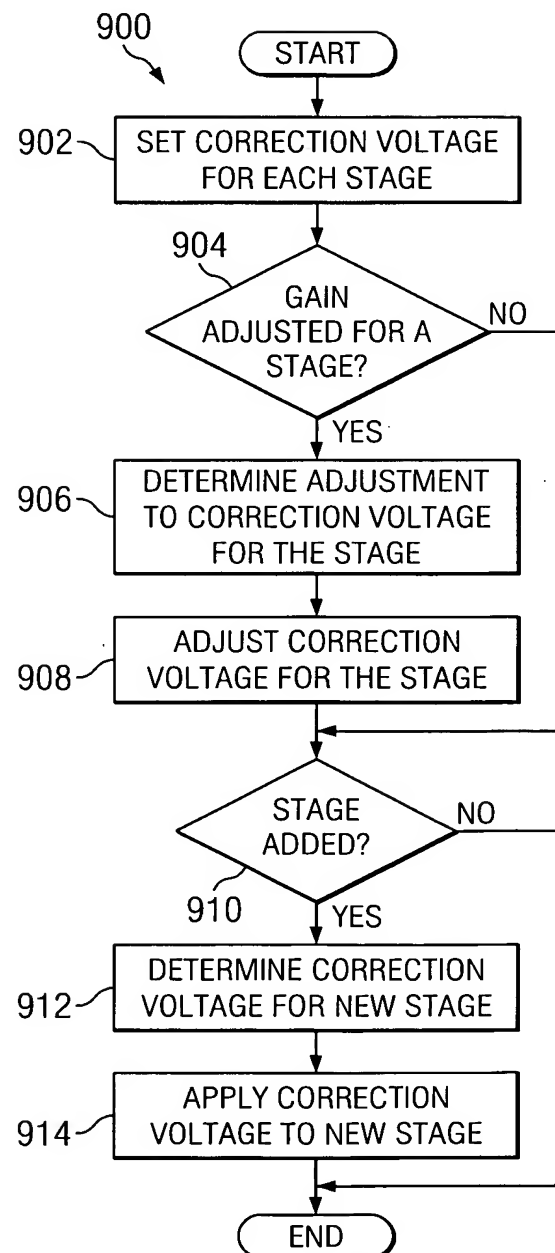 900
START
902
SET CORRECTION VOLTAGE
FOR EACH STAGE
904
GAIN
ADJUSTED FOR A
STAGE?
NO
YES
906
DETERMINE ADJUSTMENT
TO CORRECTION VOLTAGE
FOR THE STAGE
908
ADJUST CORRECTION
VOLTAGE FOR THE STAGE
STAGE
ADDED?
NO
910
YES
912
DETERMINE CORRECTION
VOLTAGE FOR NEW STAGE
914
APPLY CORRECTION
VOLTAGE TO NEW STAGE
END